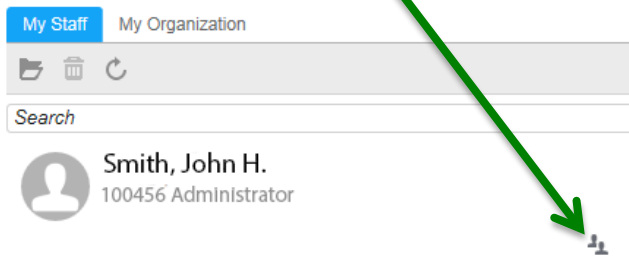 My Staff My Organization
Search
Smith, John H.
100456 Administrator